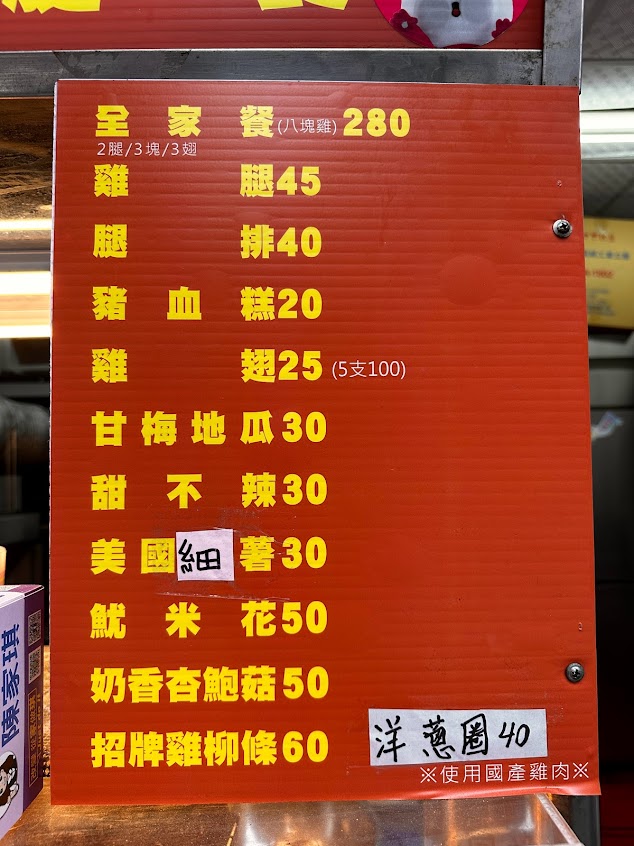 全家餐(八塊雞)280
2腿/3塊/3翅
雞腿45
腿排40
豬血糕20
雞翅25 (5支100)
甘梅地瓜30
甜不辣30
美國細薯30
魷米花50
奶香杏鮑菇50
招牌雞柳條60
洋蔥圈40
※使用國產雞肉※
陳家琪